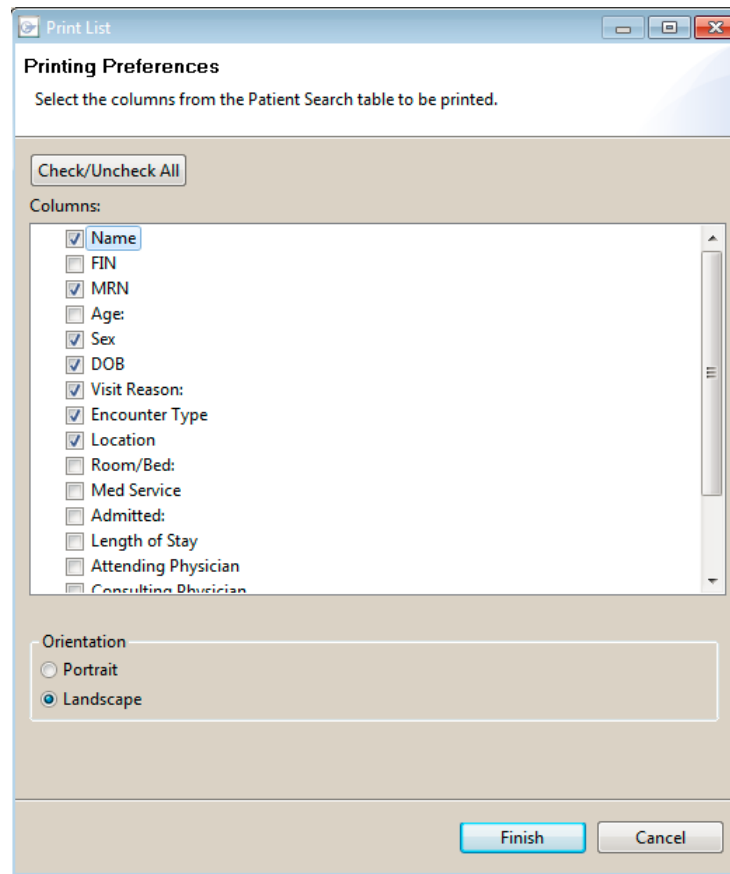 Print List
Printing Preferences
Select the columns from the Patient Search table to be printed.
Check/Uncheck All
Columns:
Name
FIN
MRN
Age:
Sex
DOB
Visit Reason:
Encounter Type
Location
Room/Bed:
Med Service
Admitted:
Length of Stay
Attending Physician
Consulting Physician
Orientation
Portrait
Landscape
Finish
Cancel